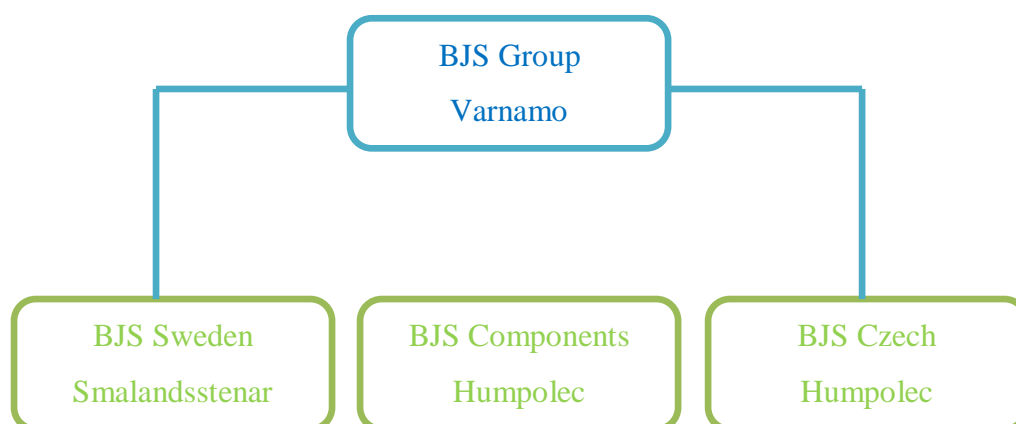 BJS Group
Varnamo
BJS Sweden
Smalandsstenar
BJS Components
Humpolec
BJS Czech
Humpolec